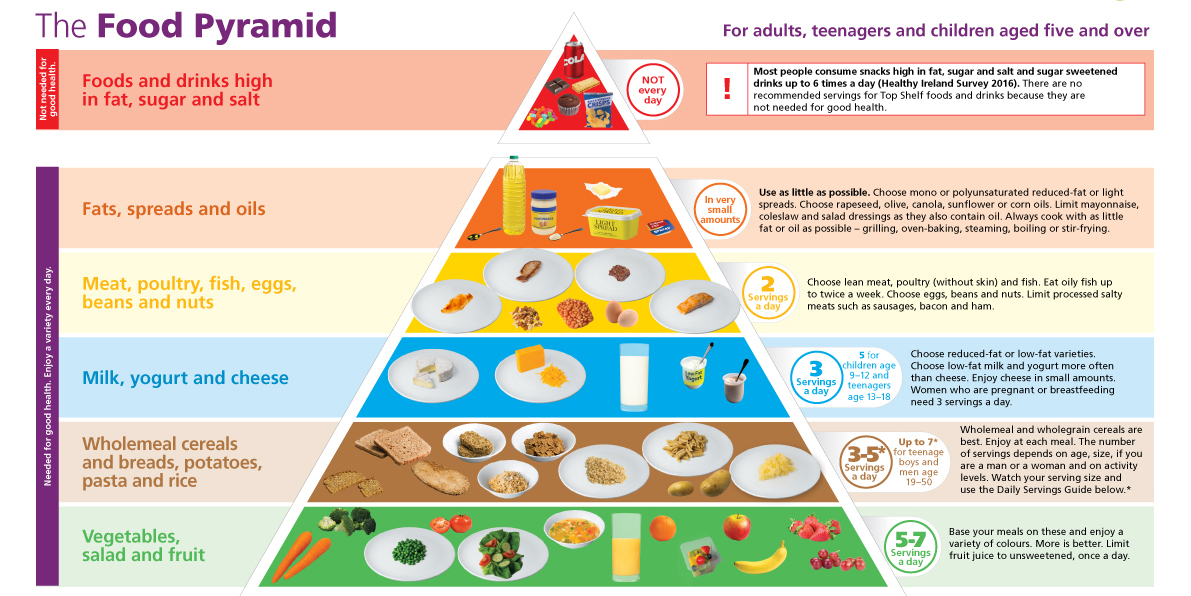 The Food Pyramid
For adults, teenagers and children aged five and over
Not needed for
good health.
Foods and drinks high
in fat, sugar and salt
COLA
CRISPS
NOT
every
day
!
Most people consume snacks high in fat, sugar and salt and sugar sweetened
drinks up to 6 times a day (Healthy Ireland Survey 2016). There are no
recommended servings for Top Shelf foods and drinks because they are
not needed for good health.
Needed for good health. Enjoy a variety every day.
Fats, spreads and oils
LIGHT
SPREAD
In very
small
amounts
Use as little as possible. Choose mono or polyunsaturated reduced-fat or light
spreads. Choose rapeseed, olive, canola, sunflower or corn oils. Limit mayonnaise,
coleslaw and salad dressings as they also contain oil. Always cook with as little
fat or oil as possible – grilling, oven-baking, steaming, boiling or stir-frying.
Meat, poultry, fish, eggs,
beans and nuts
2
Servings
a day
Choose lean meat, poultry (without skin) and fish. Eat oily fish up
to twice a week. Choose eggs, beans and nuts. Limit processed salty
meats such as sausages, bacon and ham.
Milk, yogurt and cheese
Low Fat
Yogurt
3
Servings
a day
5 for
children age
9–12 and
teenagers
age 13–18
Choose reduced-fat or low-fat varieties.
Choose low-fat milk and yogurt more often
than cheese. Enjoy cheese in small amounts.
Women who are pregnant or breastfeeding
need 3 servings a day.
Wholemeal cereals
and breads, potatoes,
pasta and rice
3-5*
Servings
a day
Up to 7*
for teenage
boys and
men age
19–50
Wholemeal and wholegrain cereals are
best. Enjoy at each meal. The number
of servings depends on age, size, if you
are a man or a woman and on activity
levels. Watch your serving size and
use the Daily Servings Guide below.*
Vegetables,
salad and fruit
5-7
Servings
a day
Base your meals on these and enjoy a
variety of colours. More is better. Limit
fruit juice to unsweetened, once a day.